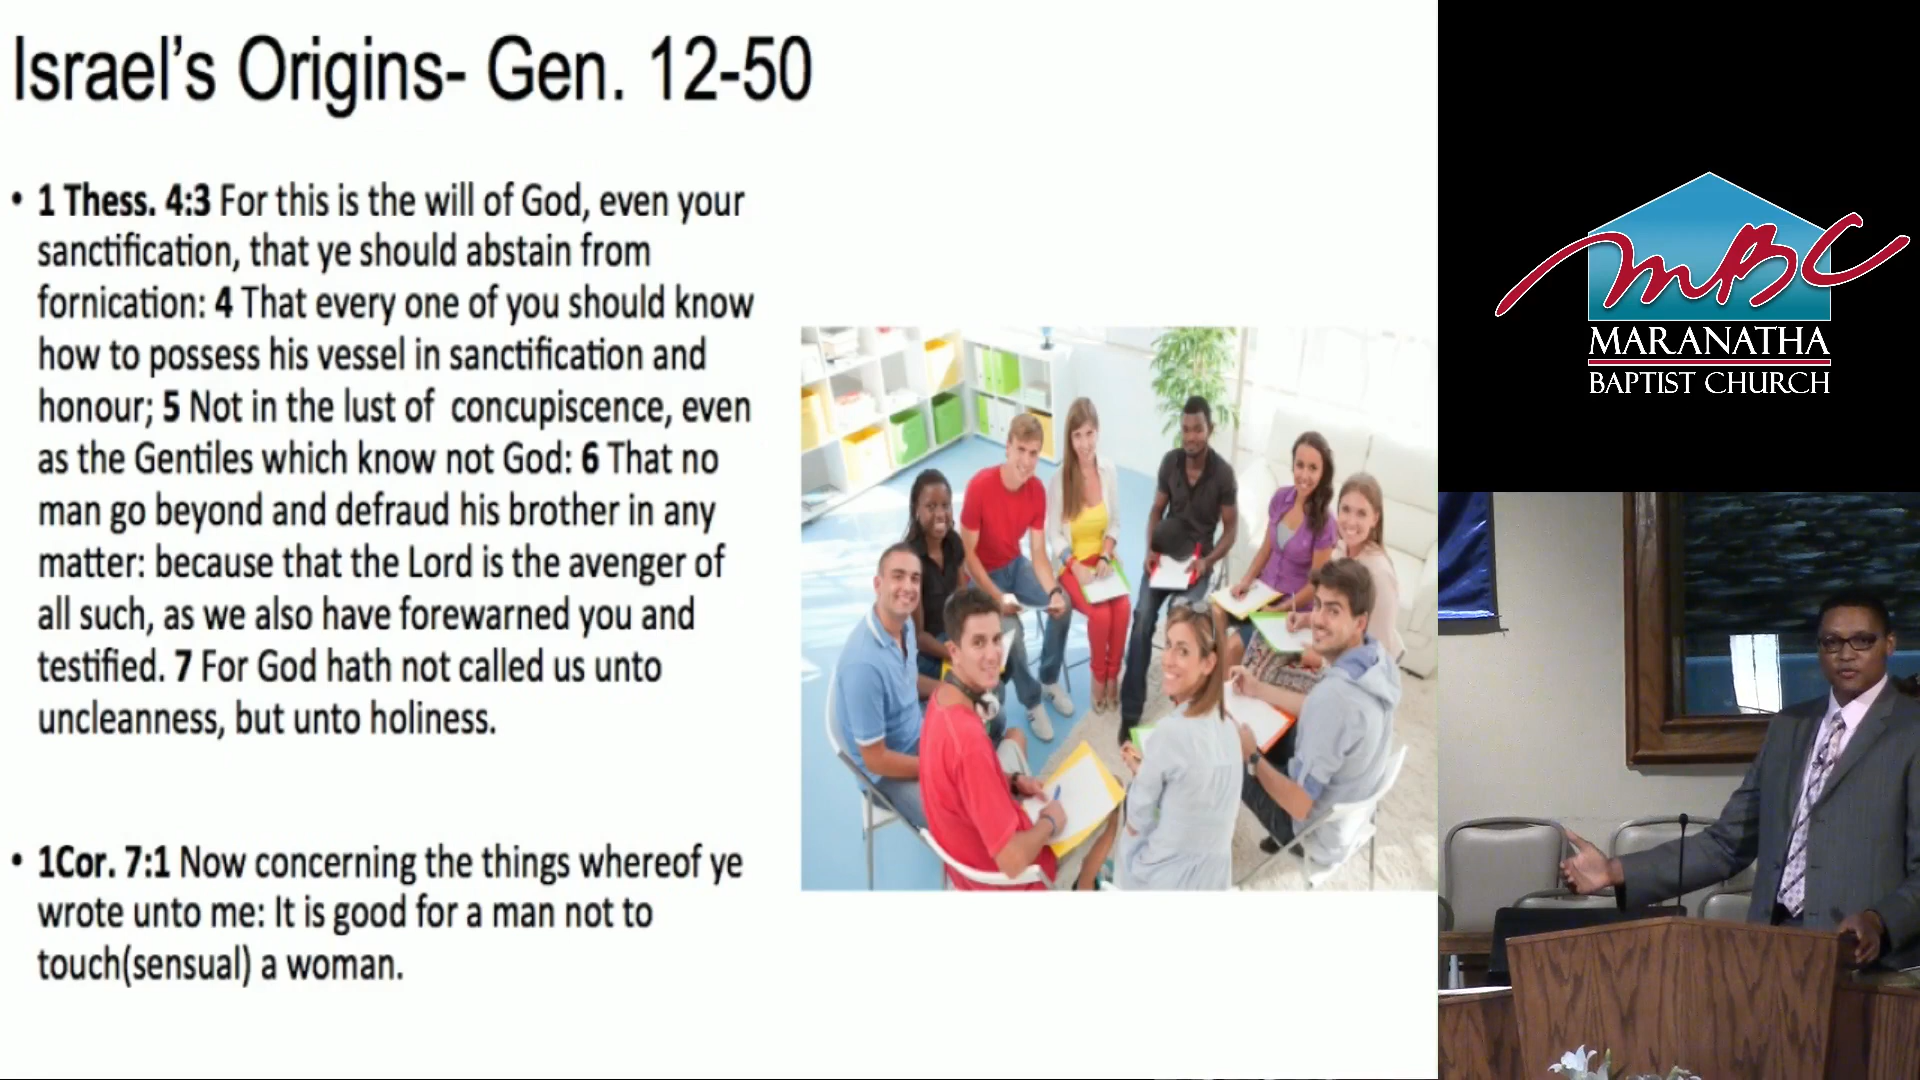 Israel's Origins- Gen. 12-50
• 1 Thess. 4:3 For this is the will of God, even your
sanctification, that ye should abstain from
fornication: 4 That every one of you should know
how to possess his vessel in sanctification and
honour; 5 Not in the lust of  concupiscence, even
as the Gentiles which know not God: 6 That no
man go beyond and defraud his brother in any
matter: because that the Lord is the avenger of
all such, as we also have forewarned you and
testified. 7 For God hath not called us unto
uncleanness, but unto holiness.
• 1Cor. 7:1 Now concerning the things whereof ye
wrote unto me: It is good for a man not to
touch(sensual) a woman.
MBC
MARANATHA
BAPTIST CHURCH